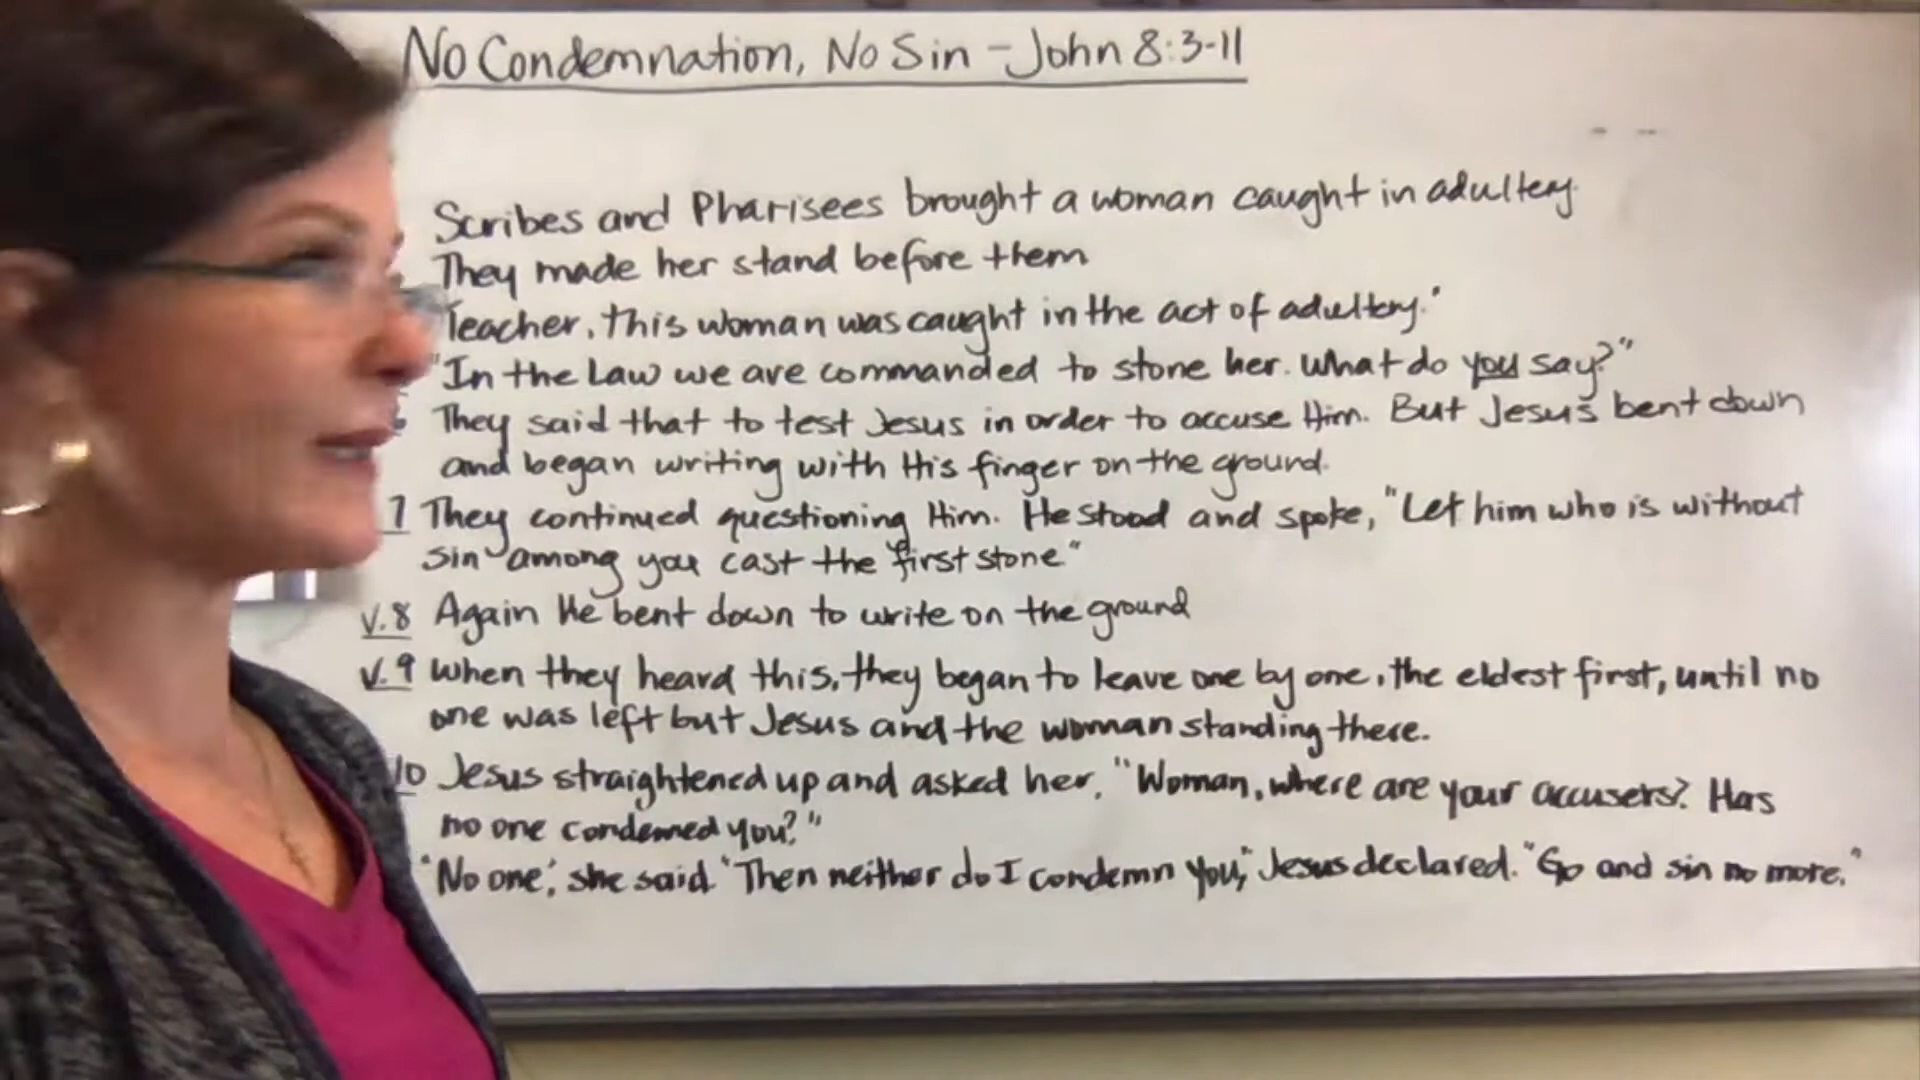 No Condemnation, No Sin - John 8:3-11
Scribes and Pharisees brought a woman caught in adultery.
They made her stand before them
Teacher, this woman was caught in the act of adultery."
"In the Law we are commanded to stone her. What do you say?"
6 They said that to test Jesus in order to accuse Him. But Jesus bent down
and began writing with His finger on the ground.
7 They continued questioning Him. He stood and spoke, "Let him who is without
sin among you cast the first stone"
v.8 Again He bent down to write on the ground
v.9 When they heard this, they began to leave one by one, the eldest first, until no
one was left but Jesus and the woman standing there.
10 Jesus straightened up and asked her, "Woman, where are your accusers? Has
no one condemned you?"
"No one", she said "Then neither do I condemn you," Jesus declared. "Go and sin no more."